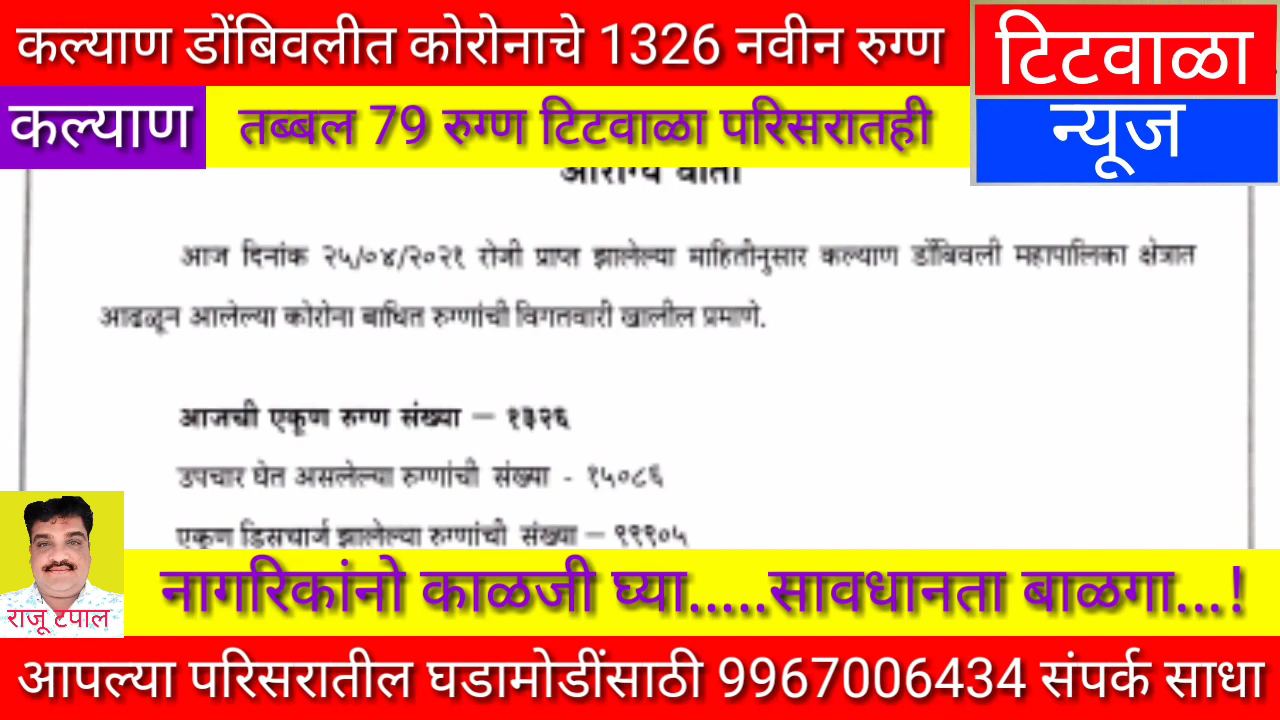 कल्याण डोंबिवलीत कोरोनाचे 1326 नवीन रुग्ण
टिटवाळा
न्यूज
कल्याण
तब्बल 79 रुग्ण टिटवाळा परिसरातही
आरोग्य वार्ता
आज दिनांक २५/०४/२०२१ रोजी प्राप्त झालेल्या माहितीनुसार कल्याण डोंबिवली महापालिका क्षेत्रात
आढळून आलेल्या कोरोना बाधित रुग्णांची विगतवारी खालील प्रमाणे.
आजची एकूण रुग्ण संख्या – १३२६
उपचार घेत असलेल्या रुग्णांची संख्या - १५०८६
एकूण डिसचार्ज झालेल्या रुग्णांची संख्या –
राजू टपाल
नागरिकांनो काळजी घ्या.....सावधानता बाळगा...!
आपल्या परिसरातील घडामोडींसाठी 9967006434 संपर्क साधा